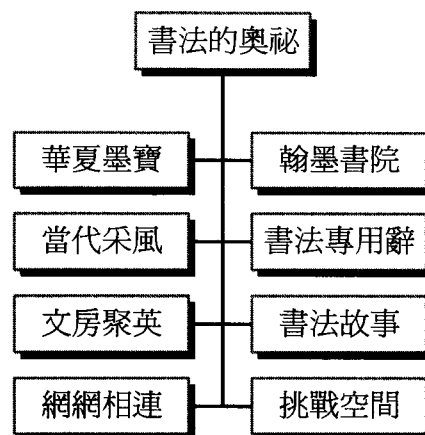 書法的奧祕
華夏墨寶
翰墨書院
當代采風
書法專用辭
文房聚英
書法故事
網網相連
挑戰空間